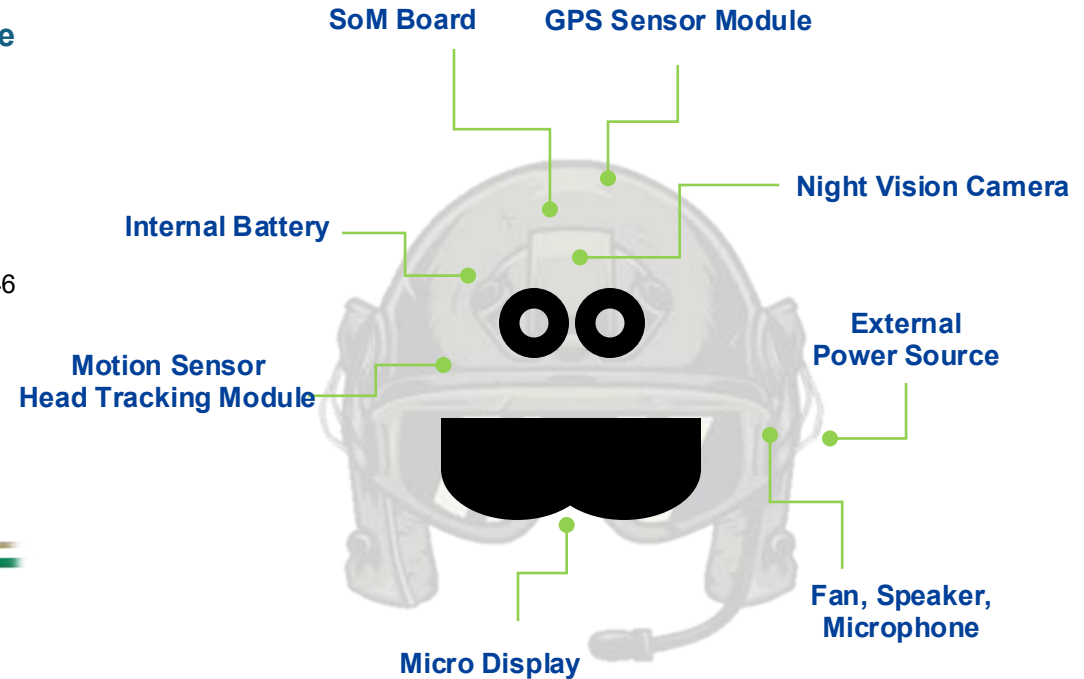 SoM Board
GPS Sensor Module
e
Night Vision Camera
Internal Battery
6
External
Power Source
Motion Sensor
Head Tracking Module
Fan, Speaker,
Microphone
Micro Display